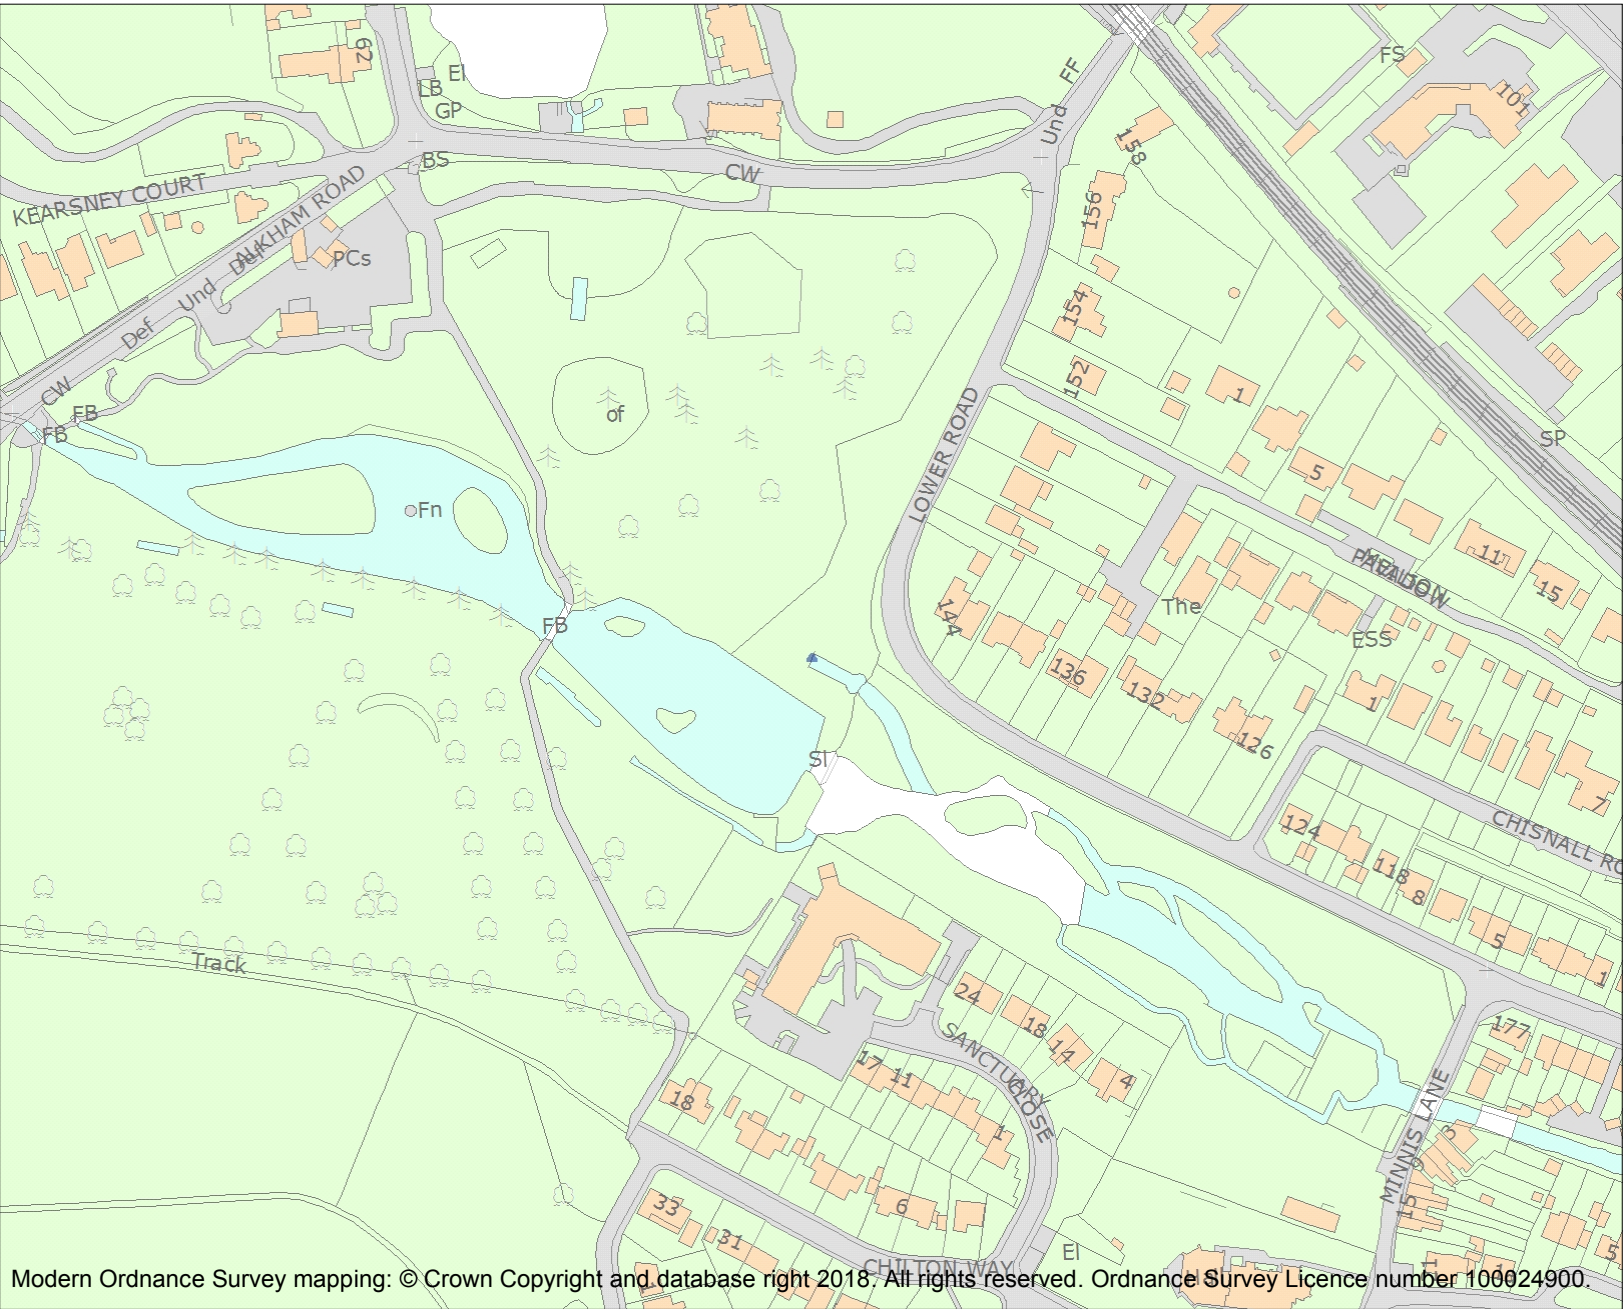 62
El
LB
GP
BS
CW
Und
FF
FS
101
158
156
KEARSNEY COURT
ALKHAM ROAD
PCs
Def
Und
Def
CW
FB
FB
154
152
1
of
LOWER ROAD
SP
5
Fn
11
MEADOW
15
144
The
FB
ESS
136
132
1
126
Sl
7
124
CHISNALL RO
118
8
5
1
Track
24
18
14
SANCTUARY
CLOSE
177
17
11
4
18
1
MINNIS LANE
3
9
33
6
15
31
El
5
CHILTON WAY
Modern Ordnance Survey mapping: © Crown Copyright and database right 2018. All rights reserved. Ordnance Survey Licence number 100024900.